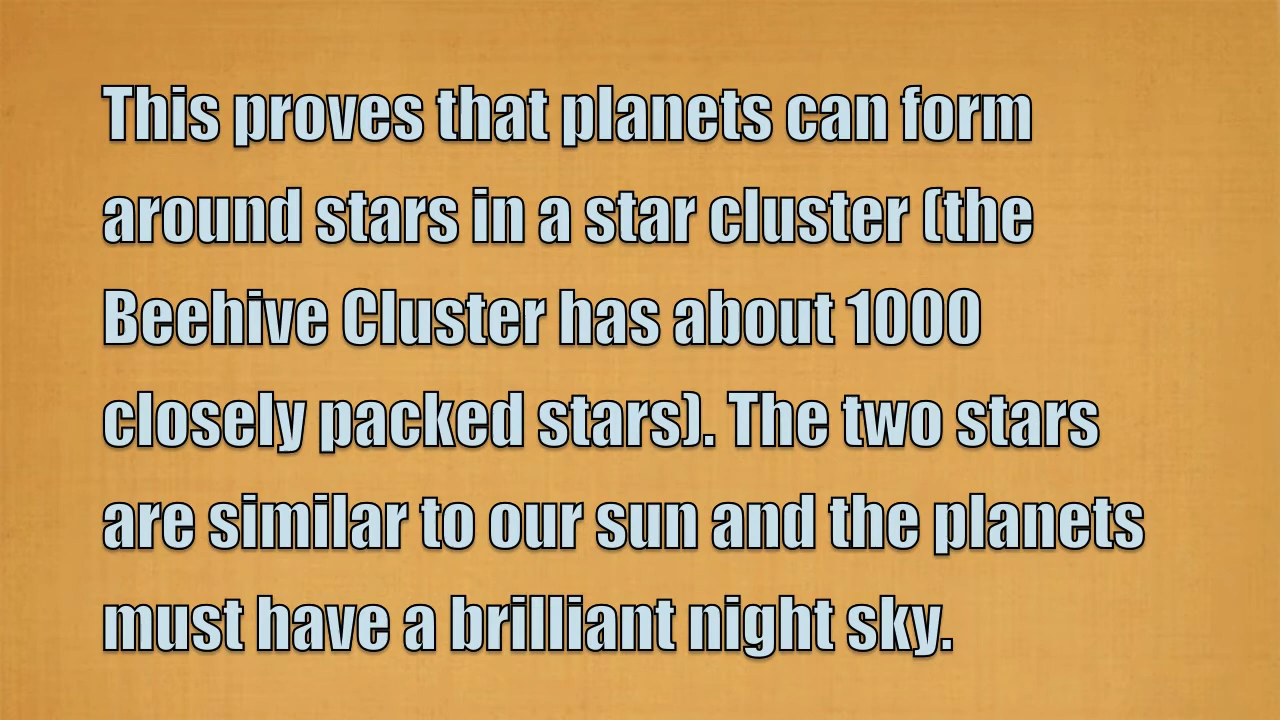 This proves that planets can form
around stars in a star cluster (the
Beehive Cluster has about 1000
closely packed stars). The two stars
are similar to our sun and the planets
must have a brilliant night sky.